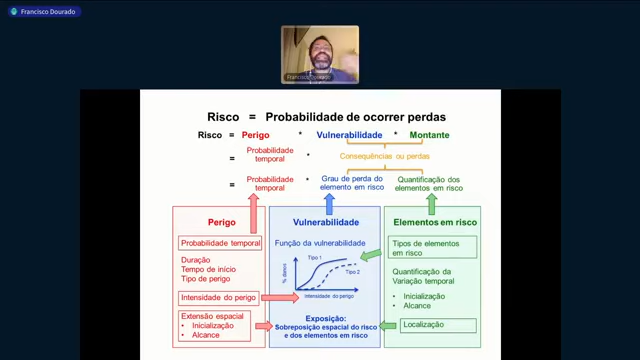 Francisco Dourado
Francisco Dourado
Risco = Probabilidade de ocorrer perdas
Risco = Perigo * Vulnerabilidade * Montante
= Probabilidade temporal * Consequências ou perdas
= Probabilidade temporal * Grau de perda do elemento em risco Quantificação dos elementos em risco
Perigo
Probabilidade temporal
Duração
Tempo de início
Tipo de perigo
Intensidade do perigo
Extensão espacial
• Inicialização
• Alcance
Vulnerabilidade
Função da vulnerabilidade
% danos
Tipo 1
Tipo 2
Intensidade do perigo
Exposição:
Sobreposição espacial do risco
e dos elementos em risco
Elementos em risco
Tipos de elementos
em risco
Quantificação da
Variação temporal
• Inicialização
• Alcance
Localização